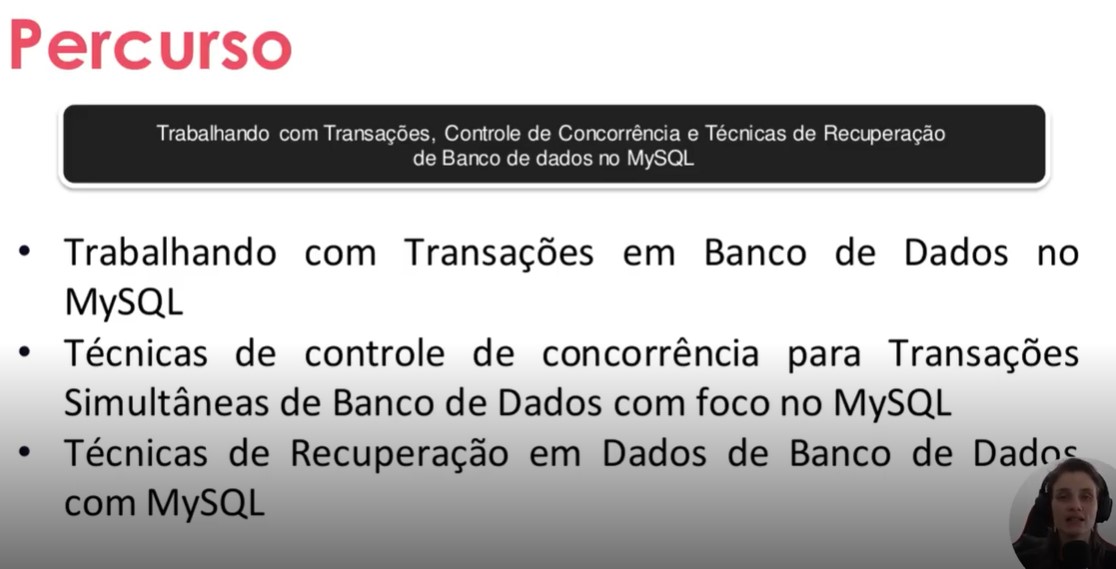 Percurso
Trabalhando com Transações, Controle de Concorrência e Técnicas de Recuperação
de Banco de dados no MySQL
• Trabalhando com Transações em Banco de Dados no
MySQL
• Técnicas de controle de concorrência para Transações
Simultâneas de Banco de Dados com foco no MySQL
• Técnicas de Recuperação em Dados de Banco de Dados
com MySQL